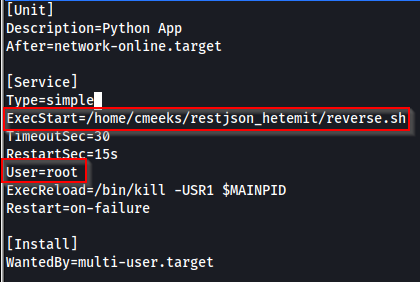 [Unit]
Description=Python App
After=network-online.target
[Service]
Type=simple
ExecStart=/home/cmeeks/restjson_hetemit/reverse.sh
TimeoutSec=30
RestartSec=15s
User=root
ExecReload=/bin/kill -USR1 $MAINPID
Restart=on-failure
[Install]
WantedBy=multi-user.target